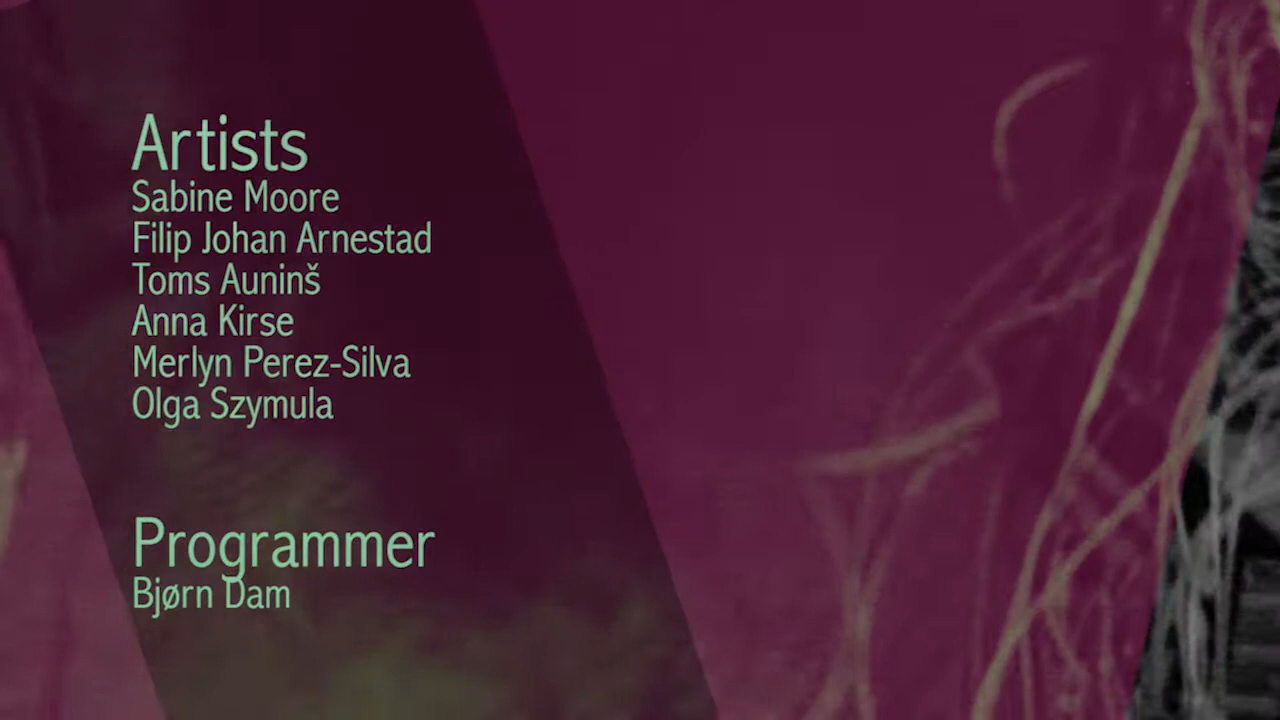 Artists
Sabine Moore
Filip Johan Arnestad
Toms Auninš
Anna Kirse
Merlyn Perez-Silva
Olga Szymula
Programmer
Bjørn Dam